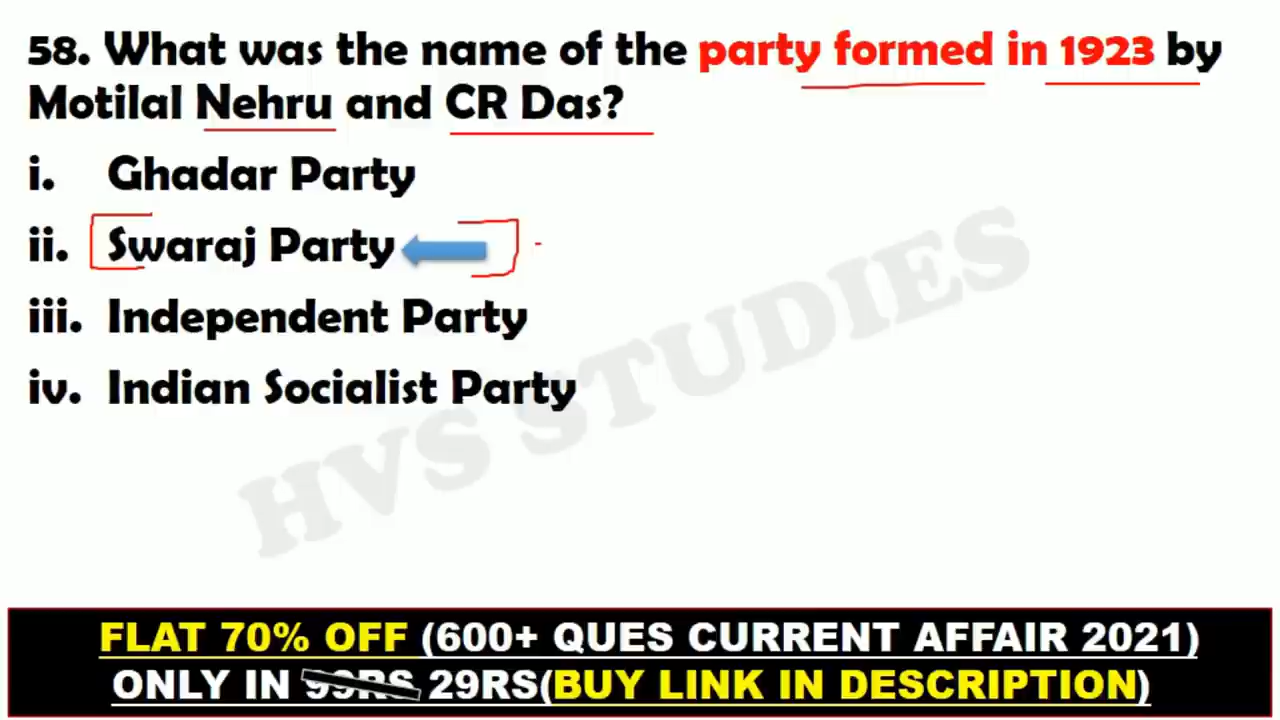 58. What was the name of the party formed in 1923 by
Motilal Nehru and CR Das?
i. Ghadar Party
ii. Swaraj Party
iii. Independent Party
iv. Indian Socialist Party
HVS STUDIES
FLAT 70% OFF (600+ QUES CURRENT AFFAIR 2021)
ONLY IN 99RS 29RS(BUY LINK IN DESCRIPTION)